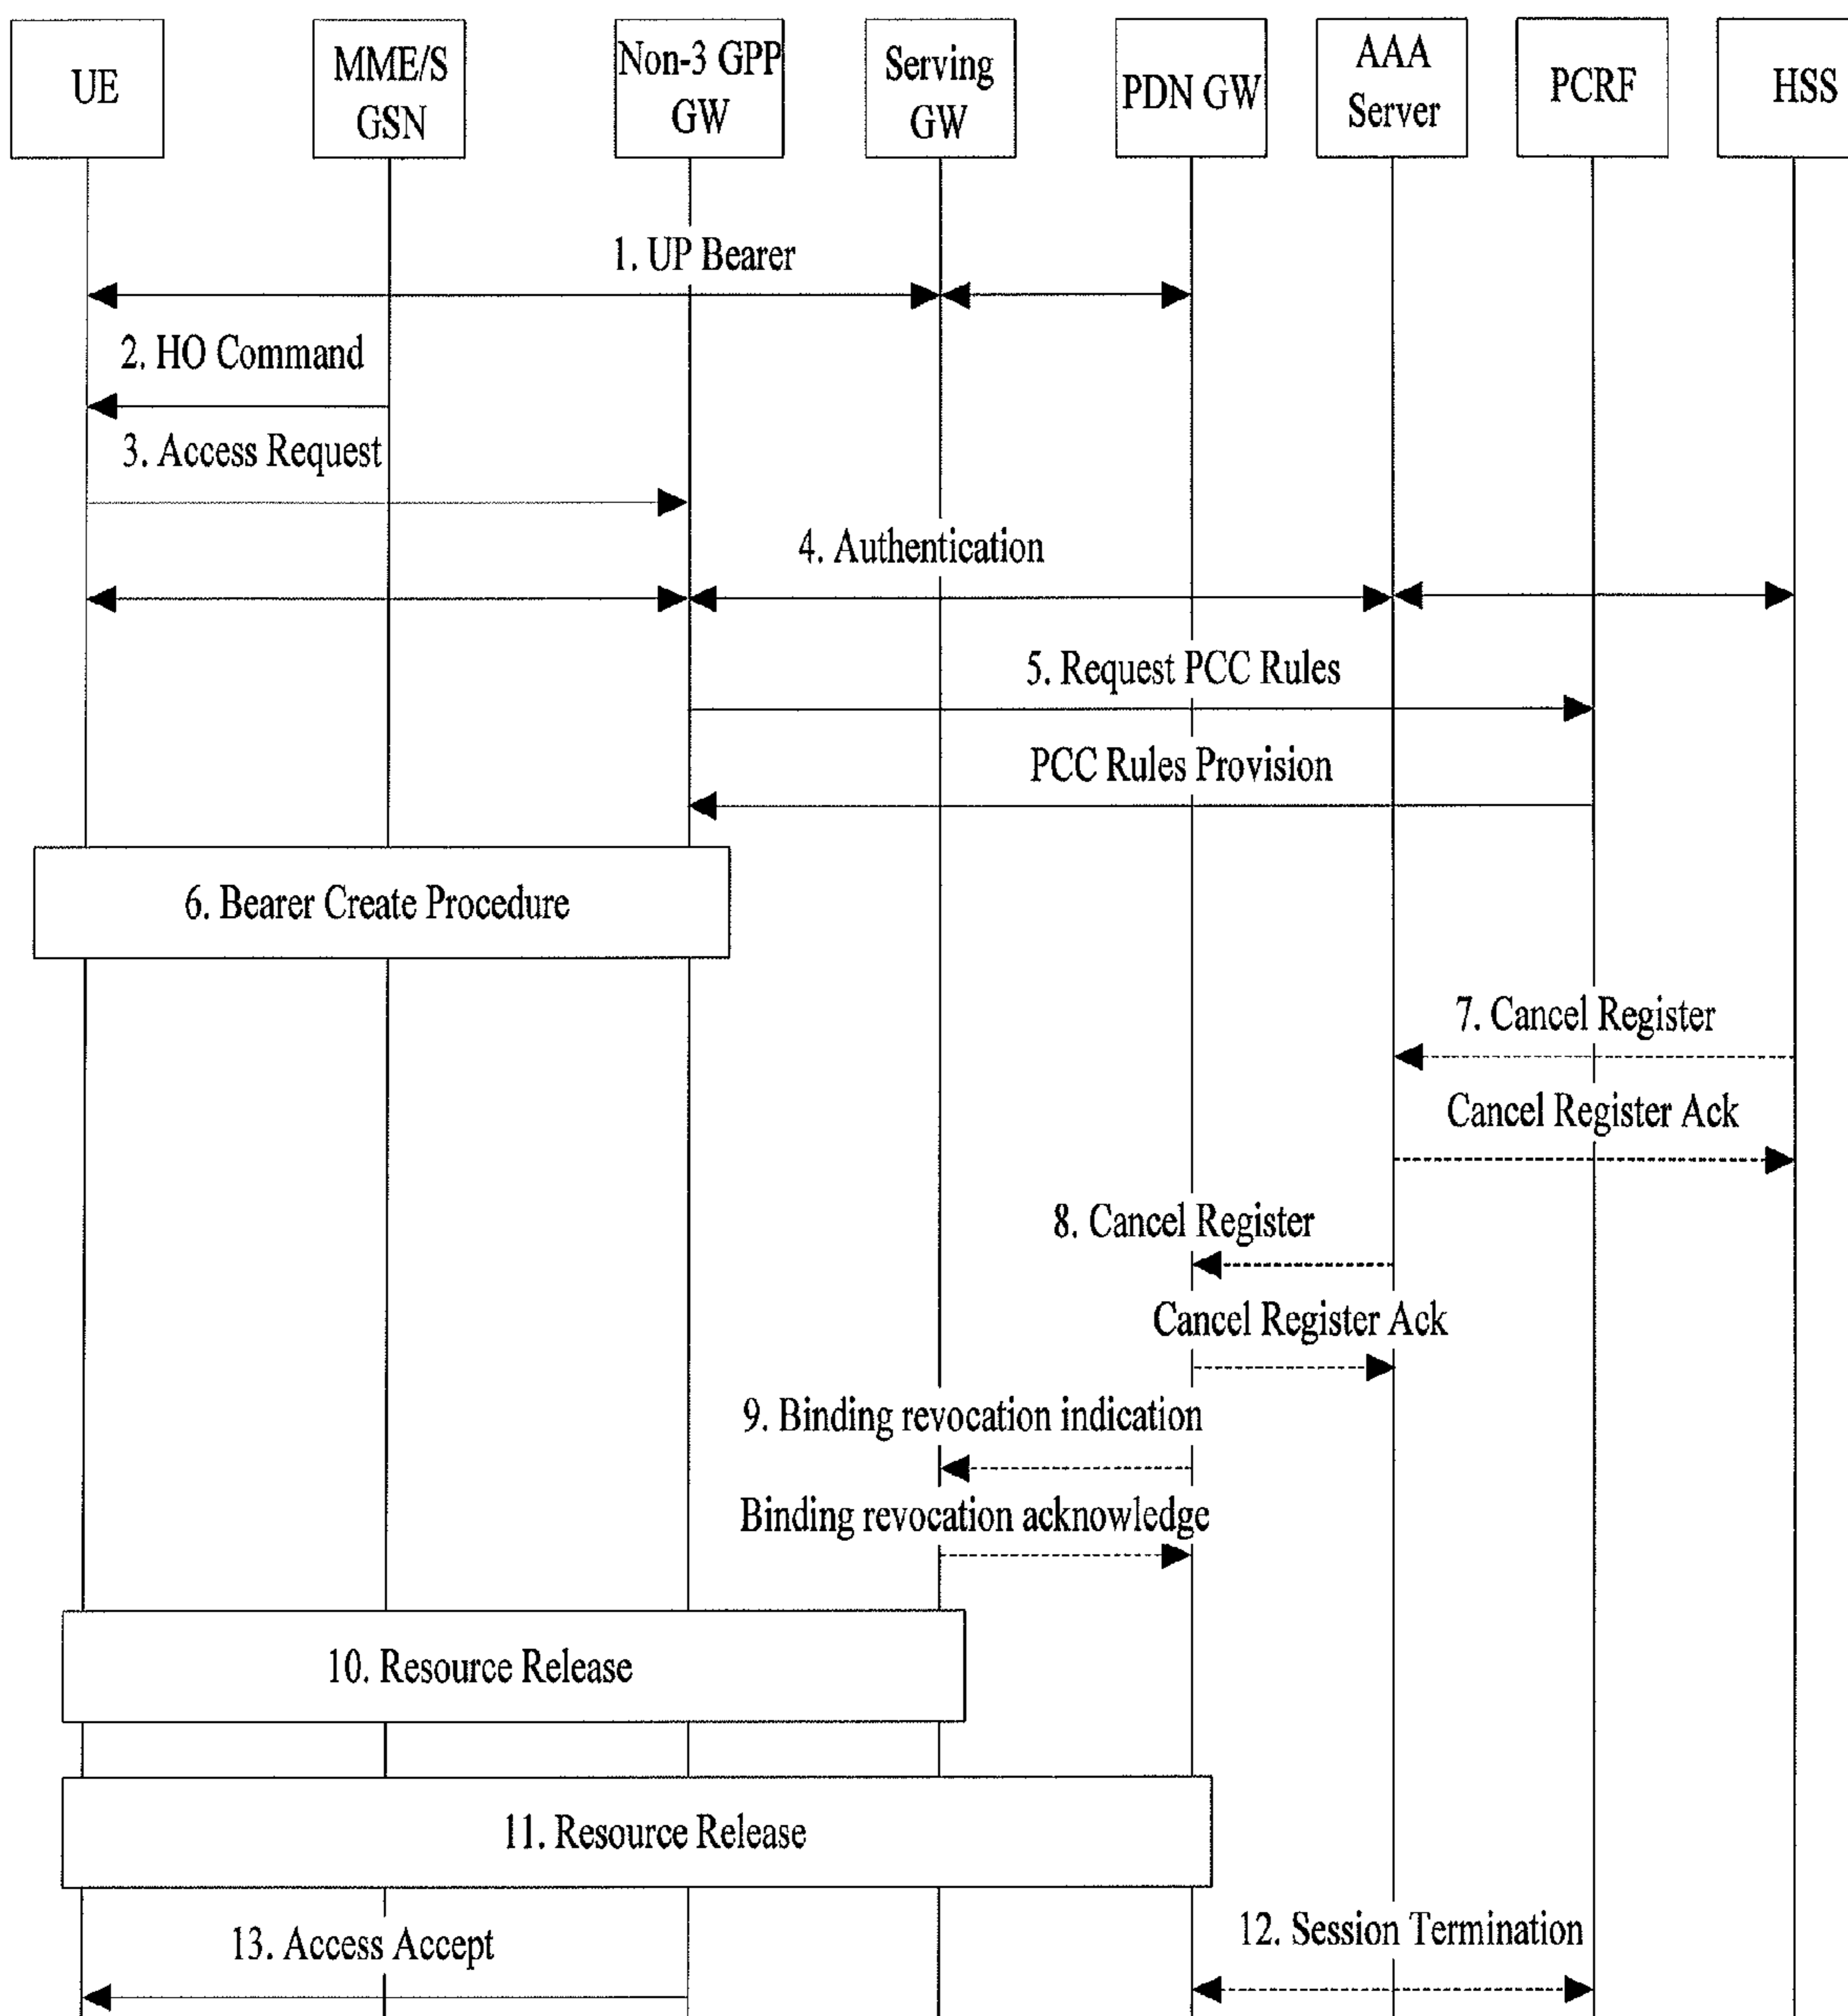 UE
MME/S
GSN
Non-3 GPP
GW
Serving
GW
PDN GW
AAA
Server
PCRF
HSS
1. UP Bearer
2. HO Command
3. Access Request
4. Authentication
5. Request PCC Rules
PCC Rules Provision
6. Bearer Create Procedure
7. Cancel Register
Cancel Register Ack
8. Cancel Register
Cancel Register Ack
9. Binding revocation indication
Binding revocation acknowledge
10. Resource Release
11. Resource Release
12. Session Termination
13. Access Accept